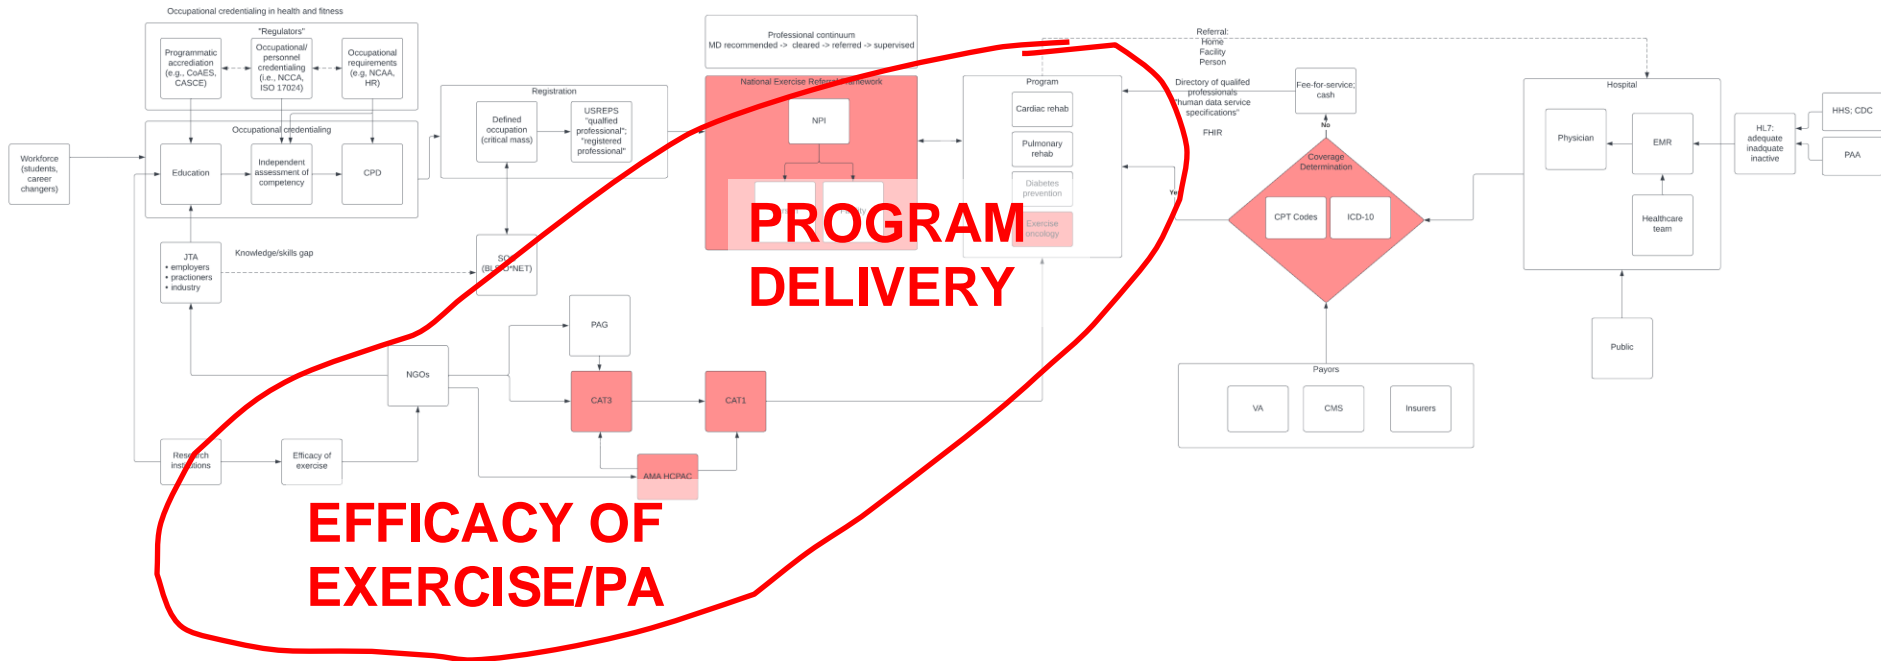 Occupational credentialing in health and fitness
"Regulators"
Programmatic
accrediation
(e.g., CoAES,
CASCE)
Occupational/
personnel
credentialing
(i.e., NCCA,
ISO 17024)
Occupational
requirements
(e.g, NCAA,
HR)
Occupational credentialing
Workforce
(students,
career
changers)
Education
Independent
assessment of
competency
CPD
JTA
• employers
• practioners
• industry
Knowledge/skills gap
Registration
Defined
occupation
(critical mass)
USREPS
"qualfied
professional";
"registered
professional"
Professional continuum
MD recommended -> cleared -> referred -> supervised
National Exercise Referral Framework
NPI
PROGRAM
DELIVERY
Program
Cardiac rehab
Pulmonary
rehab
Diabetes
prevention
Exercise
oncology
PAG
NGOs
CAT3
CAT1
AMA HCPAC
Research
institutions
Efficacy of
exercise
EFFICACY OF
EXERCISE/PA
Referral:
Home
Facility
Person
Directory of qualifed
professionals
"human data service
specifications"
FHIR
Fee-for-service;
cash
No
Yes
Coverage
Determination
CPT Codes
ICD-10
Payors
VA
CMS
Insurers
Hospital
Physician
EMR
Healthcare
team
Public
HL7:
adequate
inadquate
inactive
HHS; CDC
PAA